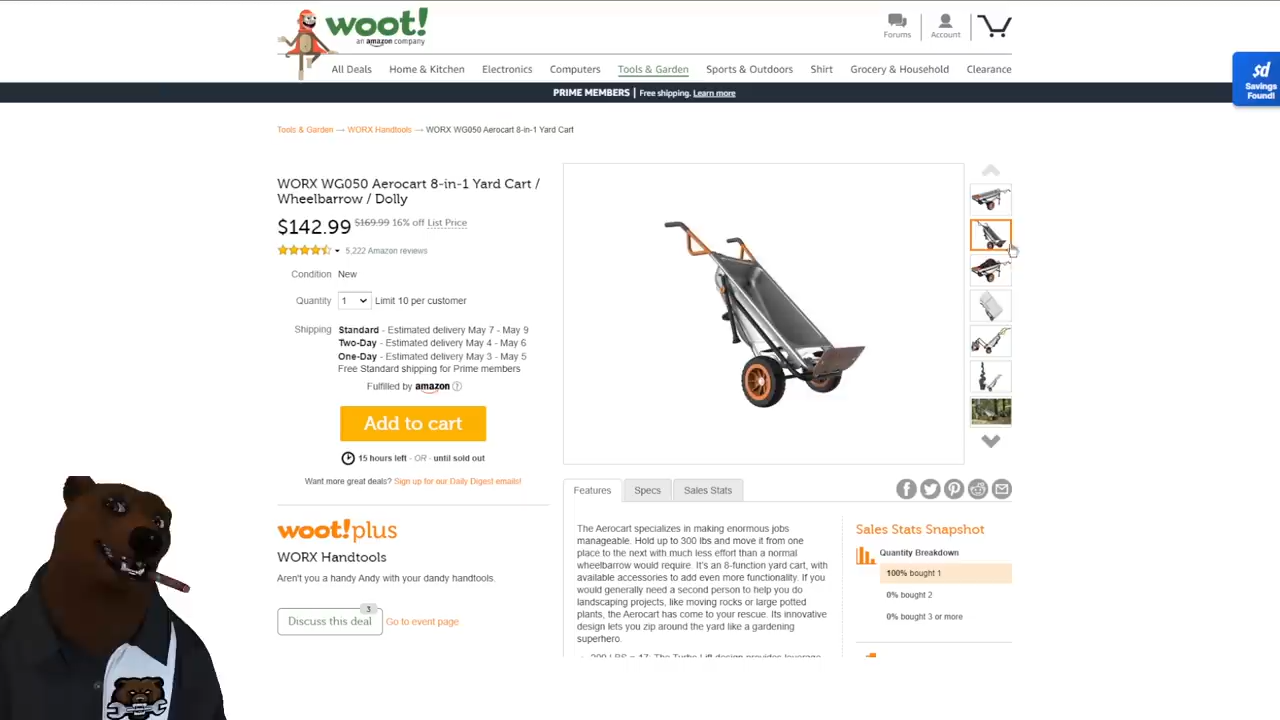 woot!
an amazon company
Forums
Account
All Deals
Home & Kitchen
Electronics
Computers
Tools & Garden
Sports & Outdoors
Shirt
Grocery & Household
Clearance
PRIME MEMBERS | Free shipping. Learn more
sd
Savings
Found!
Tools & Garden → WORX Handtools → WORX WG050 Aerocart 8-in-1 Yard Cart
WORX WG050 Aerocart 8-in-1 Yard Cart /
Wheelbarrow / Dolly
$142.99 $169.99 16% off List Price
5,222 Amazon reviews
Condition New
Quantity 1 Limit 10 per customer
Shipping Standard - Estimated delivery May 7 - May 9
Two-Day - Estimated delivery May 4 - May 6
One-Day - Estimated delivery May 3 - May 5
Free Standard shipping for Prime members
Fulfilled by amazon ?
Add to cart
15 hours left - OR - until sold out
Want more great deals? Sign up for our Daily Digest emails!
woot!plus
WORX Handtools
Aren't you a handy Andy with your dandy handtools.
3
Discuss this deal
Go to event page
Features
Specs
Sales Stats
The Aerocart specializes in making enormous jobs
manageable. Hold up to 300 lbs and move it from one
place to the next with much less effort than a normal
wheelbarrow would require. It's an 8-function yard cart, with
available accessories to add even more functionality. If you
would generally need a second person to help you do
landscaping projects, like moving rocks or large potted
plants, the Aerocart has come to your rescue. Its innovative
design lets you zip around the yard like a gardening
superhero.
Sales Stats Snapshot
Quantity Breakdown
100% bought 1
0% bought 2
0% bought 3 or more